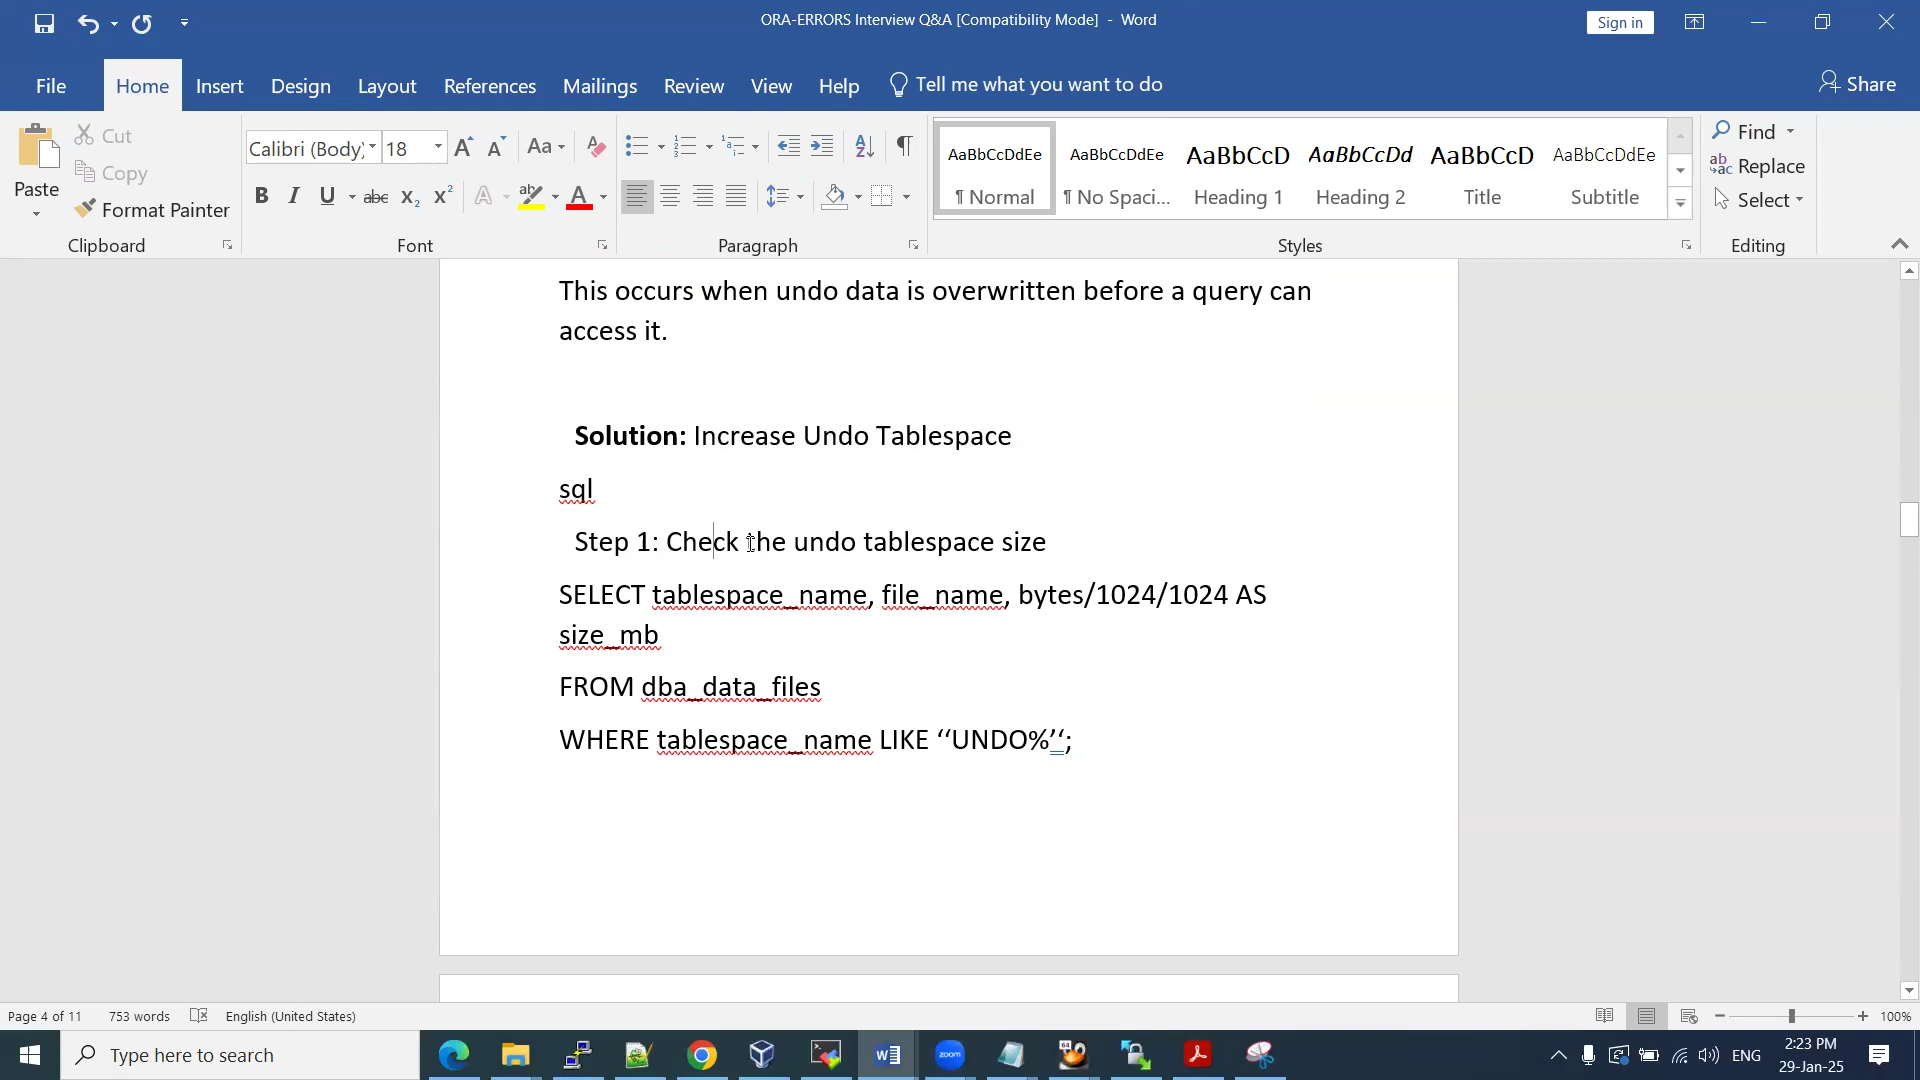 ORA-ERRORS Interview Q&A [Compatibility Mode] - Word
Sign in
File Home Insert Design Layout References Mailings Review View Help Tell me what you want to do Share
Paste
Cut
Copy
Format Painter
Clipboard
Calibri (Body) 18
Font
Paragraph
AaBbCcDdEe AaBbCcDdEe AaBbCcD AaBbCcDd AaBbCcD AaBbCcDdEe
¶ Normal ¶ No Spaci... Heading 1 Heading 2 Title Subtitle
Styles
Find
Replace
Select
Editing
This occurs when undo data is overwritten before a query can
access it.
Solution: Increase Undo Tablespace
sql
Step 1: Check the undo tablespace size
SELECT tablespace_name, file_name, bytes/1024/1024 AS
size_mb
FROM dba_data_files
WHERE tablespace_name LIKE ‘‘UNDO%’‘;
Page 4 of 11 753 words English (United States) 100%
Type here to search
zoom
ENG
2:23 PM
29-Jan-25